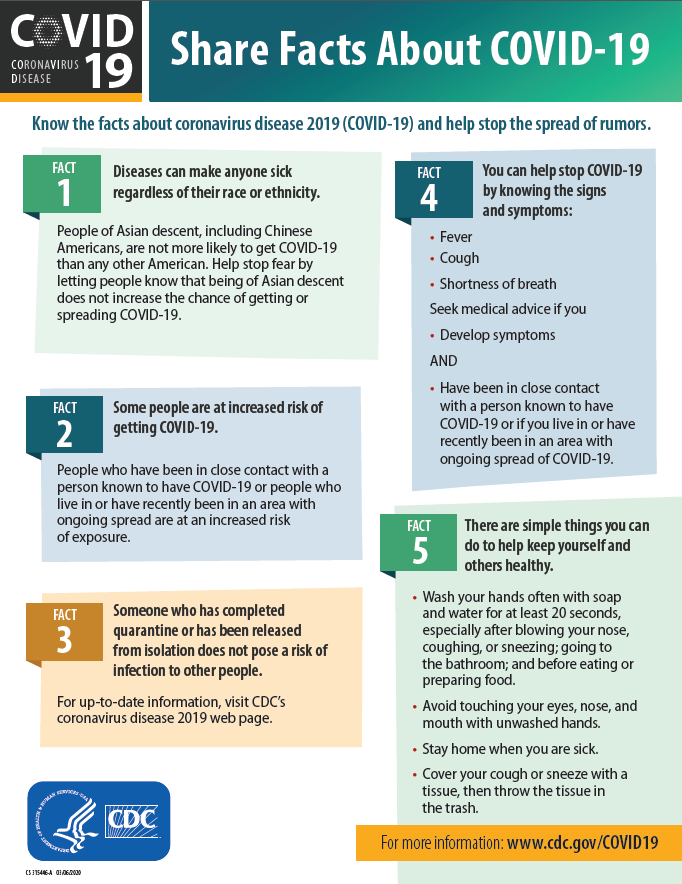 COVID
CORONAVIRUS
DISEASE
19
Share Facts About COVID-19
Know the facts about coronavirus disease 2019 (COVID-19) and help stop the spread of rumors.
FACT
1
Diseases can make anyone sick
regardless of their race or ethnicity.
People of Asian descent, including Chinese
Americans, are not more likely to get COVID-19
than any other American. Help stop fear by
letting people know that being of Asian descent
does not increase the chance of getting or
spreading COVID-19.
FACT
2
Some people are at increased risk of
getting COVID-19.
People who have been in close contact with a
person known to have COVID-19 or people who
live in or have recently been in an area with
ongoing spread are at an increased risk
of exposure.
FACT
3
Someone who has completed
quarantine or has been released
from isolation does not pose a risk of
infection to other people.
For up-to-date information, visit CDC's
coronavirus disease 2019 web page.
FACT
4
You can help stop COVID-19
by knowing the signs
and symptoms:
• Fever
• Cough
• Shortness of breath
Seek medical advice if you
• Develop symptoms
AND
• Have been in close contact
with a person known to have
COVID-19 or if you live in or have
recently been in an area with
ongoing spread of COVID-19.
FACT
5
There are simple things you can
do to help keep yourself and
others healthy.
• Wash your hands often with soap
and water for at least 20 seconds,
especially after blowing your nose,
coughing, or sneezing; going to
the bathroom; and before eating or
preparing food.
• Avoid touching your eyes, nose, and
mouth with unwashed hands.
• Stay home when you are sick.
• Cover your cough or sneeze with a
tissue, then throw the tissue in
the trash.
DEPARTMENT OF HEALTH & HUMAN SERVICES • USA
CDC
CS 315446-A 03/06/2020
For more information: www.cdc.gov/COVID19